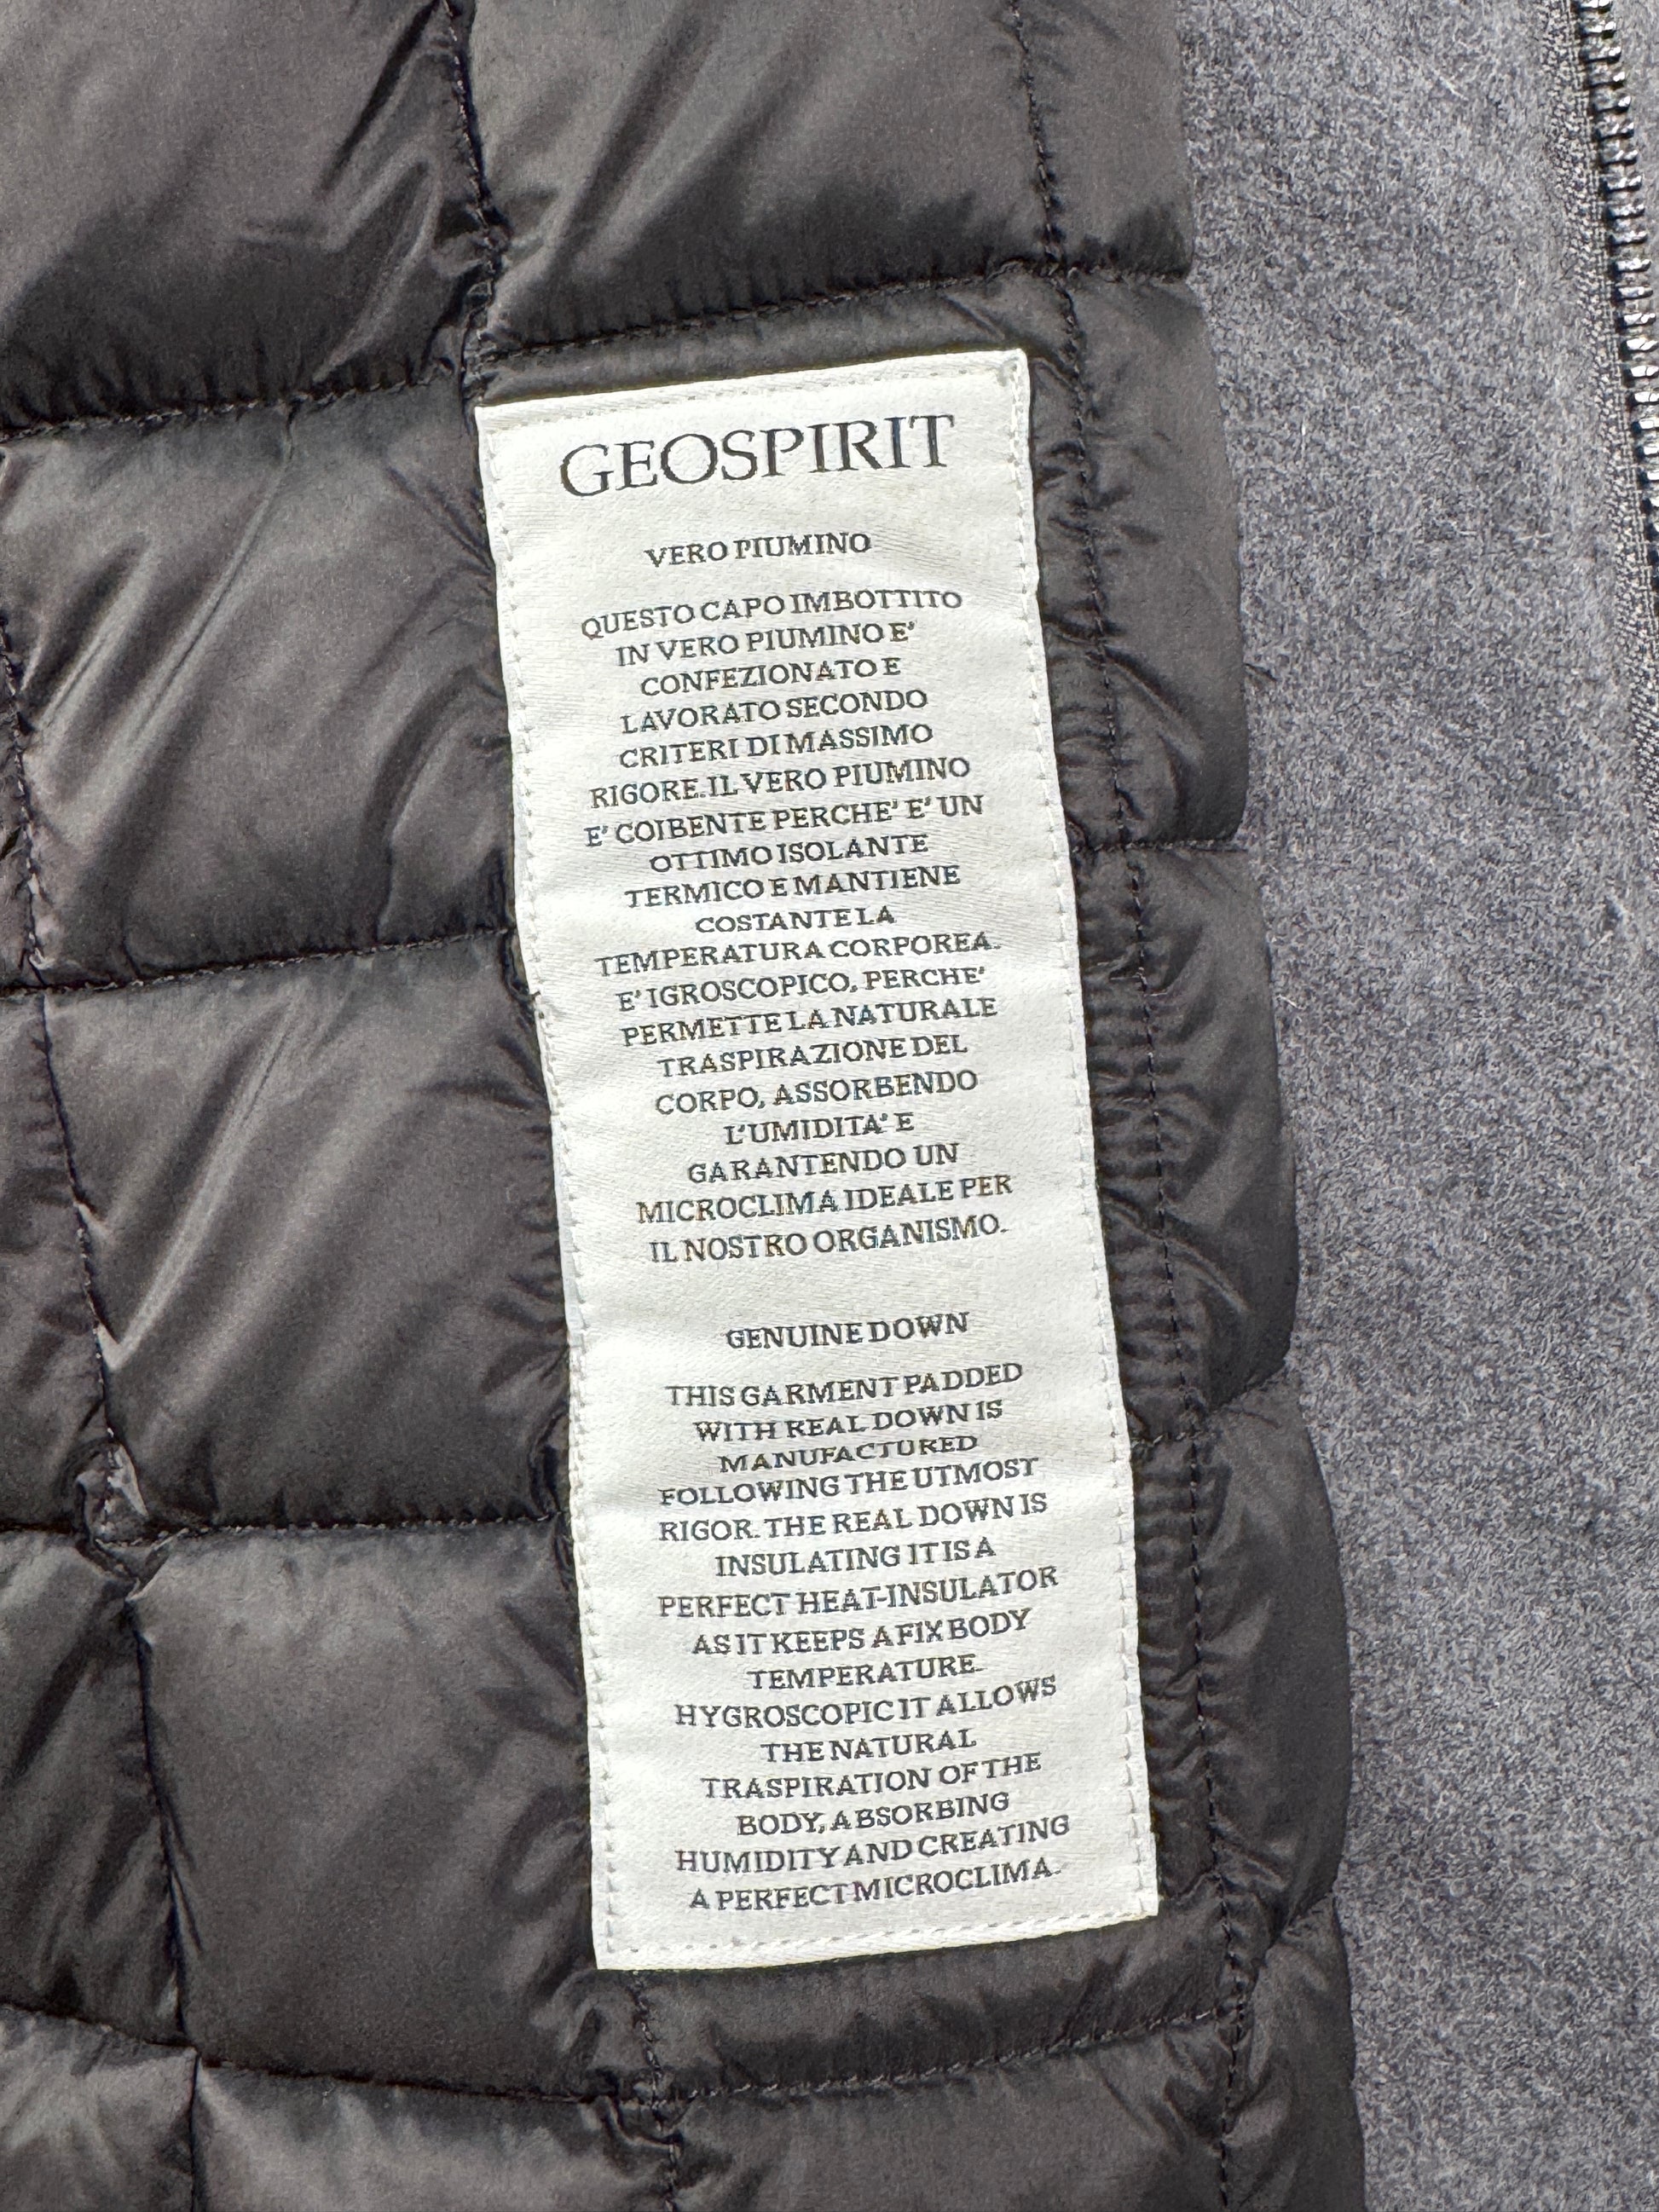 GEOSPIRIT
VERO PIUMINO
QUESTO CAPO IMBOTTITO
IN VERO PIUMINO E'
CONFEZIONATO E
LAVORATO SECONDO
CRITERI DI MASSIMO
RIGORE. IL VERO PIUMINO
E' COIBENTE PERCHE' E' UN
OTTIMO ISOLANTE
TERMICO E MANTIENE
COSTANTE LA
TEMPERATURA CORPOREA.
E' IGROSCOPICO, PERCHE'
PERMETTE LA NATURALE
TRASPIRAZIONE DEL
CORPO, ASSORBENDO
L'UMIDITA' E
GARANTENDO UN
MICROCLIMA IDEALE PER
IL NOSTRO ORGANISMO.
GENUINE DOWN
THIS GARMENT PADDED
WITH REAL DOWN IS
MANUFACTURED
FOLLOWING THE UTMOST
RIGOR. THE REAL DOWN IS
INSULATING IT IS A
PERFECT HEAT-INSULATOR
AS IT KEEPS A FIX BODY
TEMPERATURE.
HYGROSCOPIC IT ALLOWS
THE NATURAL
TRASPIRATION OF THE
BODY, ABSORBING
HUMIDITY AND CREATING
A PERFECT MICROCLIMA.